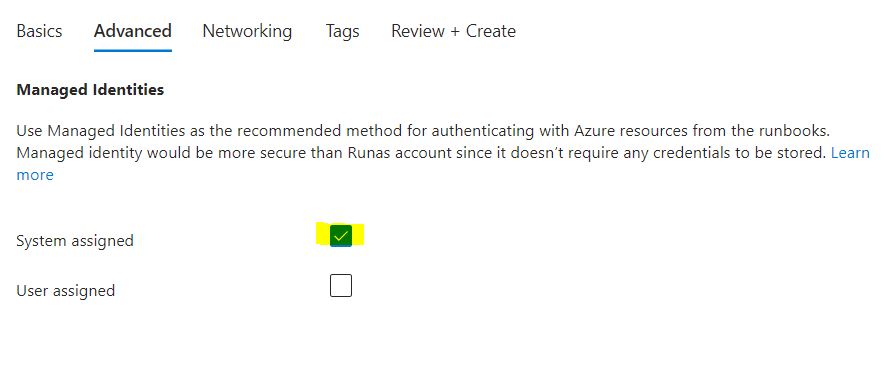 Basics Advanced Networking Tags Review + Create
Managed Identities
Use Managed Identities as the recommended method for authenticating with Azure resources from the runbooks.
Managed identity would be more secure than Runas account since it doesn't require any credentials to be stored. Learn
more
System assigned
User assigned